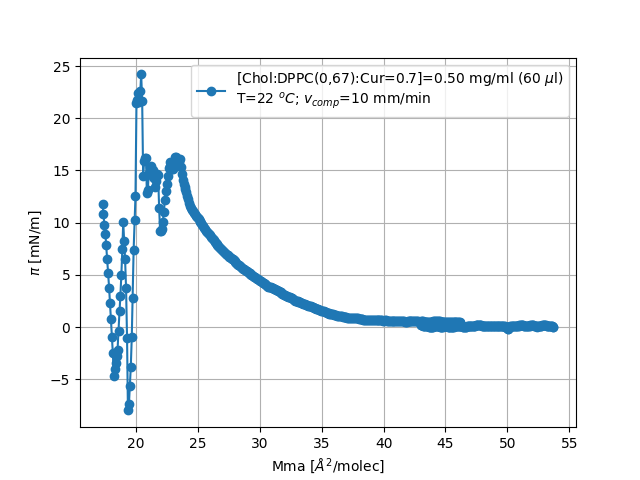 [Chol:DPPC(0,67):Cur=0.7]=0.50 mg/ml (60 μl)
T=22 °C; v_comp=10 mm/min
25
20
15
10
5
0
−5
π [mN/m]
20 25 30 35 40 45 50 55
Mma [Å²/molec]